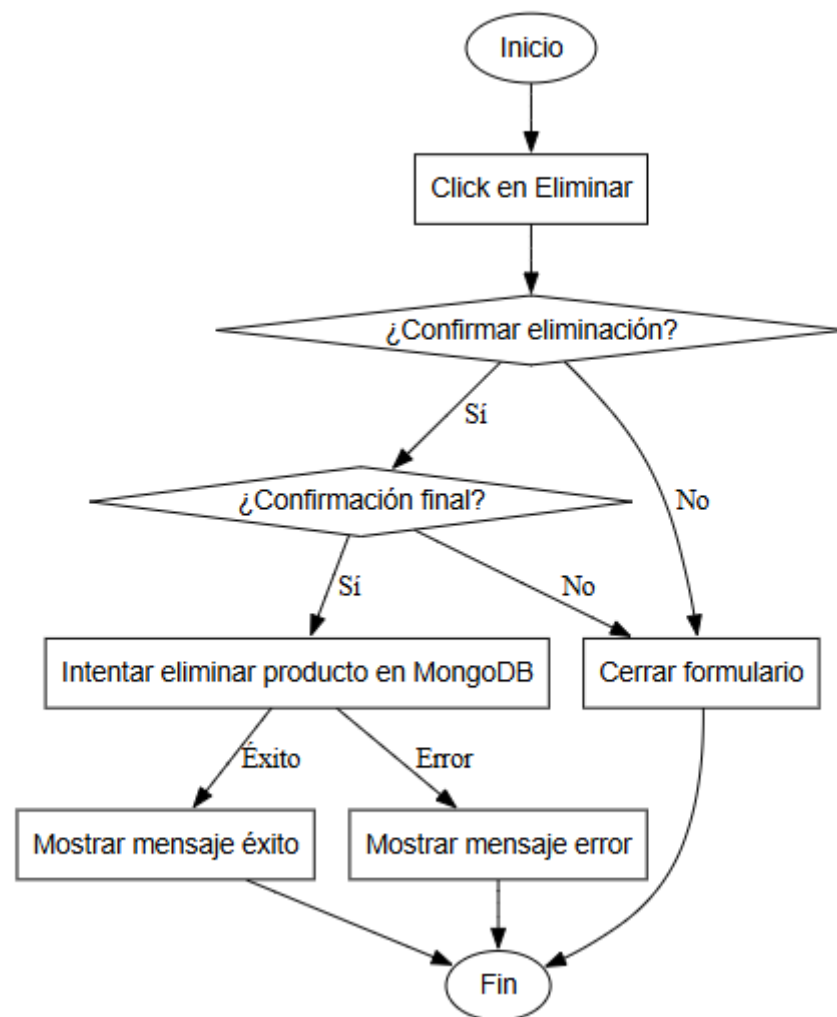 Inicio
Click en Eliminar
¿Confirmar eliminación?
Sí
¿Confirmación final?
No
Sí
No
Intentar eliminar producto en MongoDB
Cerrar formulario
Éxito
Error
Mostrar mensaje éxito
Mostrar mensaje error
Fin